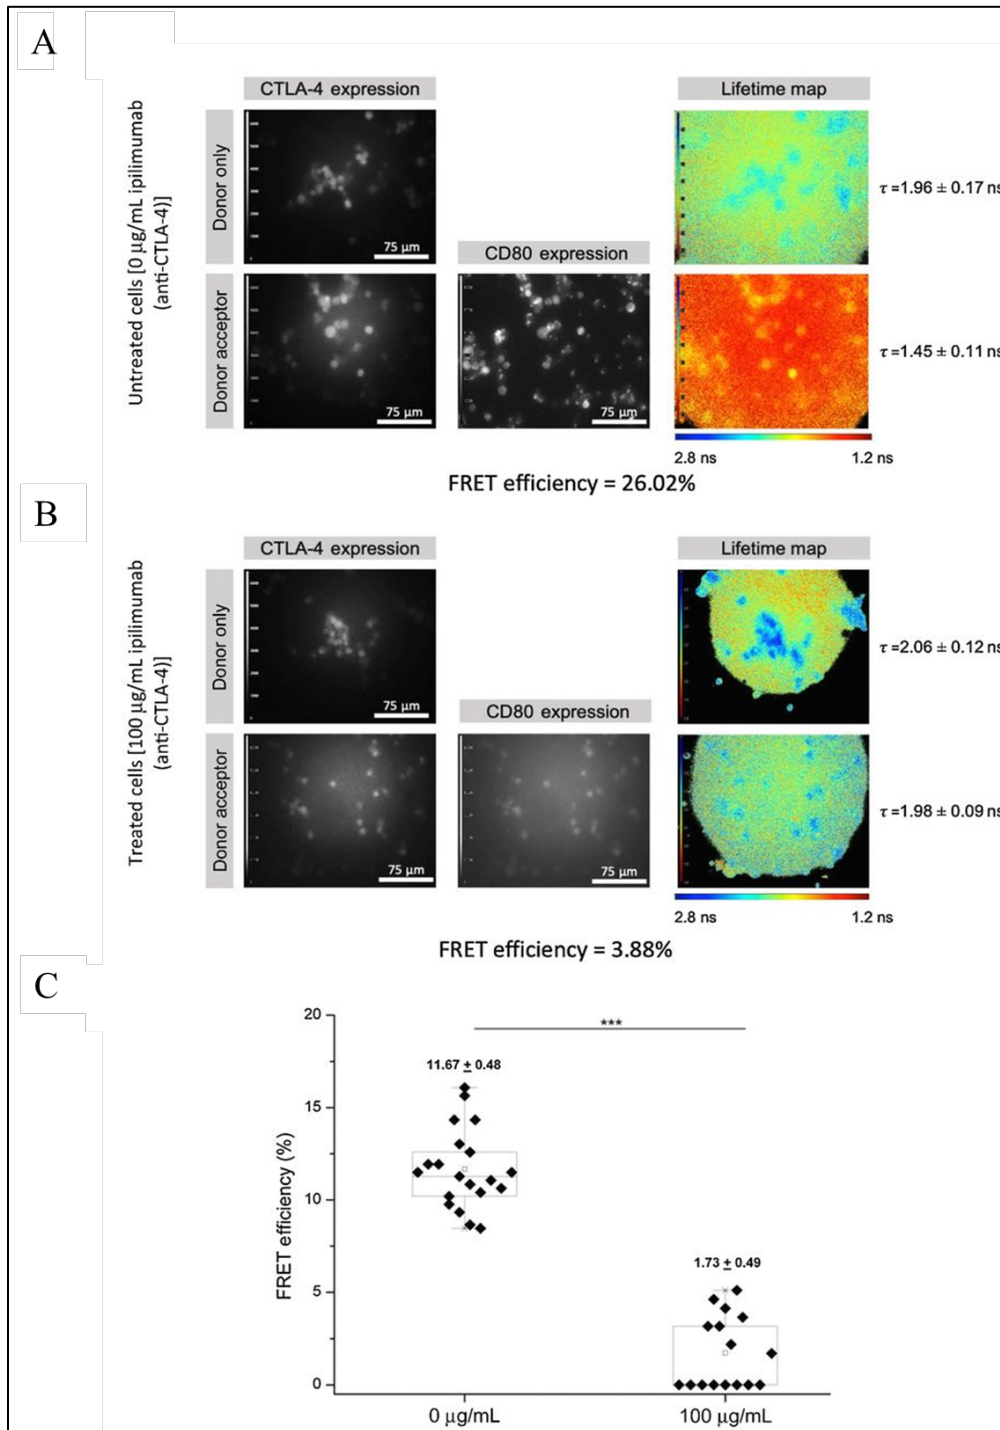 A
CTLA-4 expression
Lifetime map
Untreated cells [0 µg/mL ipilimumab
(anti-CTLA-4)]
Donor only
75 µm
τ=1.96 ± 0.17 ns
CD80 expression
Donor acceptor
75 µm
75 µm
τ=1.45 ± 0.11 ns
2.8 ns
1.2 ns
FRET efficiency = 26.02%
B
CTLA-4 expression
Lifetime map
Treated cells [100 µg/mL ipilimumab
(anti-CTLA-4)]
Donor only
75 µm
τ=2.06 ± 0.12 ns
CD80 expression
Donor acceptor
75 µm
75 µm
τ=1.98 ± 0.09 ns
2.8 ns
1.2 ns
FRET efficiency = 3.88%
C
FRET efficiency (%)
20
***
11.67 ± 0.48
15
10
5
1.73 ± 0.49
0
0 µg/mL
100 µg/mL